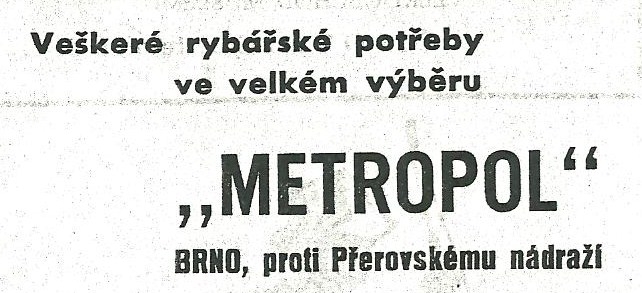 Veškeré rybářské potřeby
ve velkém výběru
„METROPOL“
BRNO, proti Přerovskému nádraží